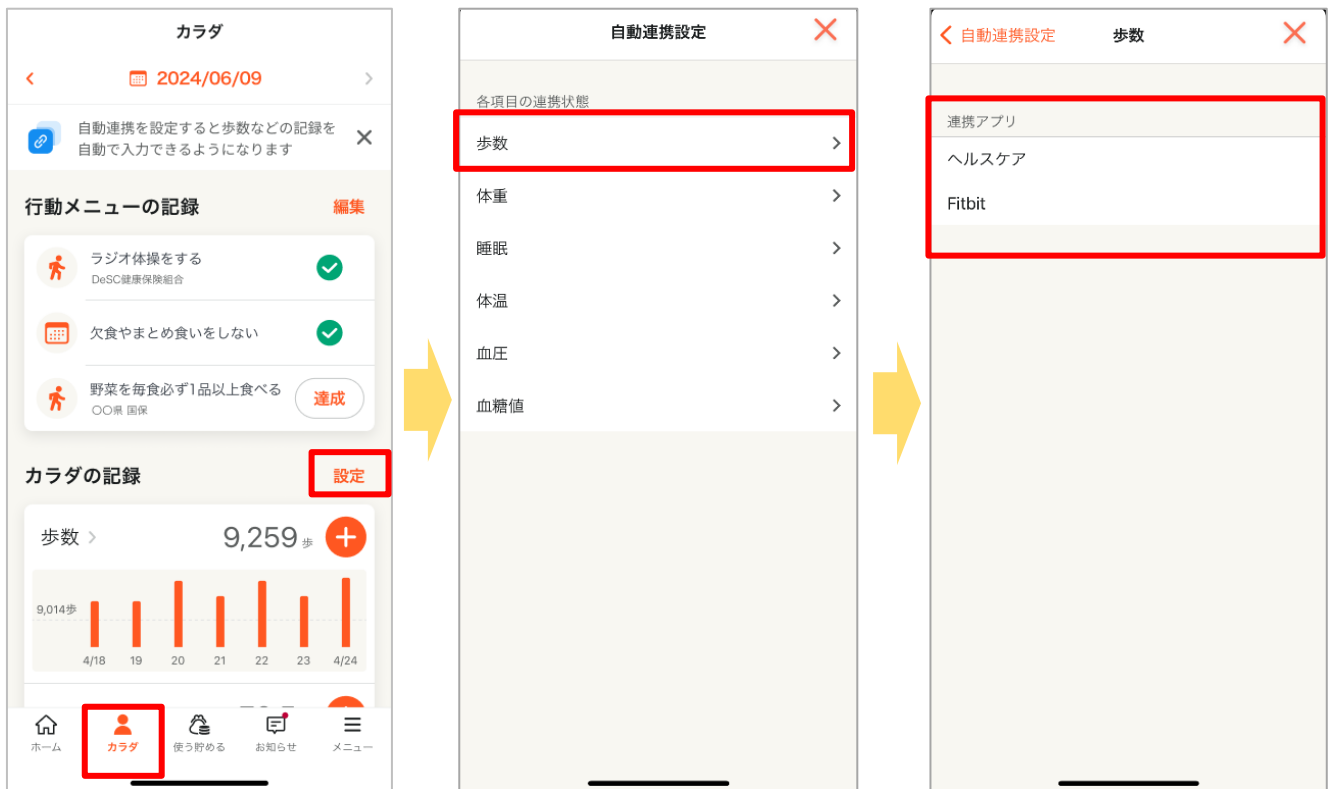 カラダ
2024/06/09
自動連携を設定すると歩数などの記録を
自動で入力できるようになります
行動メニューの記録
編集
ラジオ体操をする
DeSC健康保険組合
欠食やまとめ食いをしない
野菜を毎食必ず1品以上食べる
〇〇県 国保
達成
カラダの記録
設定
歩数
9,259歩
9,014歩
4/18 19 20 21 22 23 4/24
ホーム
カラダ
使う貯める
お知らせ
メニュー
自動連携設定
各項目の連携状態
歩数
体重
睡眠
体温
血圧
血糖値
自動連携設定
歩数
連携アプリ
ヘルスケア
Fitbit